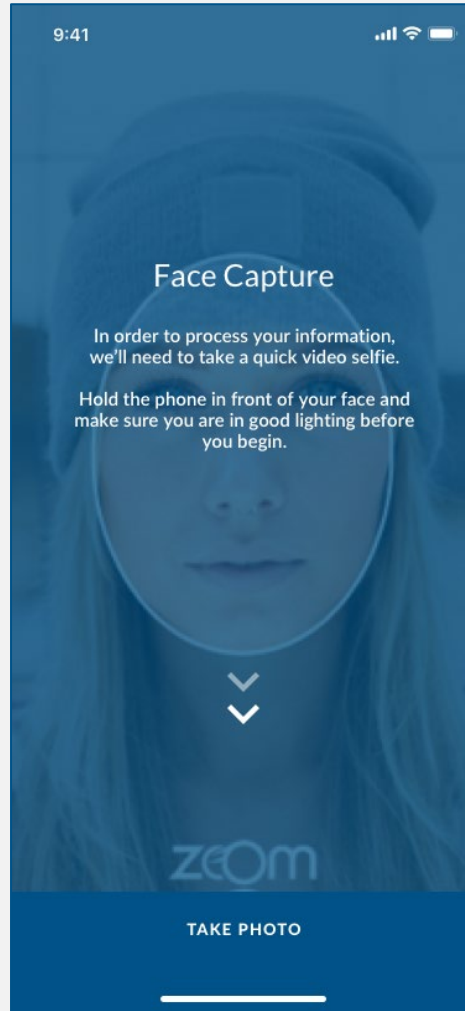 9:41
Face Capture
In order to process your information,
we'll need to take a quick video selfie.
Hold the phone in front of your face and
make sure you are in good lighting before
you begin.
zoom
TAKE PHOTO